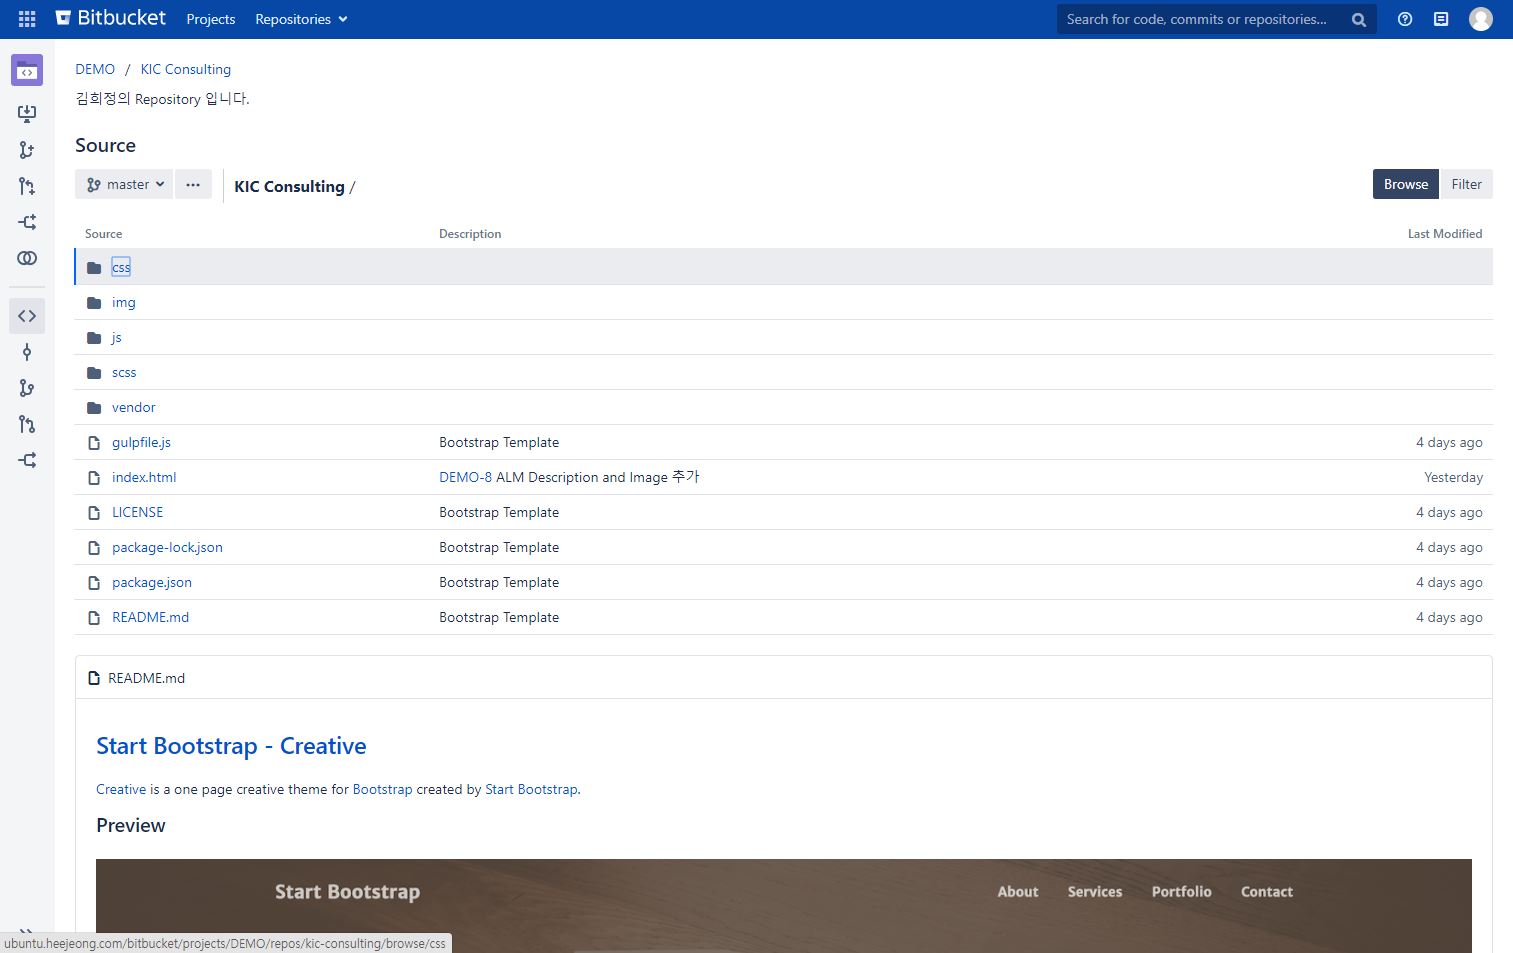 Bitbucket Projects Repositories Search for code, commits or repositories...
DEMO / KIC Consulting
김희정의 Repository 입니다.
Source
master ... KIC Consulting / Browse Filter
Source Description Last Modified
css
img
js
scss
vendor
gulpfile.js Bootstrap Template 4 days ago
index.html DEMO-8 ALM Description and Image 추가 Yesterday
LICENSE Bootstrap Template 4 days ago
package-lock.json Bootstrap Template 4 days ago
package.json Bootstrap Template 4 days ago
README.md Bootstrap Template 4 days ago
README.md
Start Bootstrap - Creative
Creative is a one page creative theme for Bootstrap created by Start Bootstrap.
Preview
Start Bootstrap About Services Portfolio Contact
ubuntu.heejeong.com/bitbucket/projects/DEMO/repos/kic-consulting/browse/css